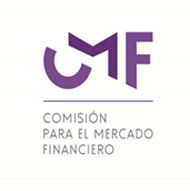 CMF
COMISIÓN
PARA EL MERCADO
FINANCIERO